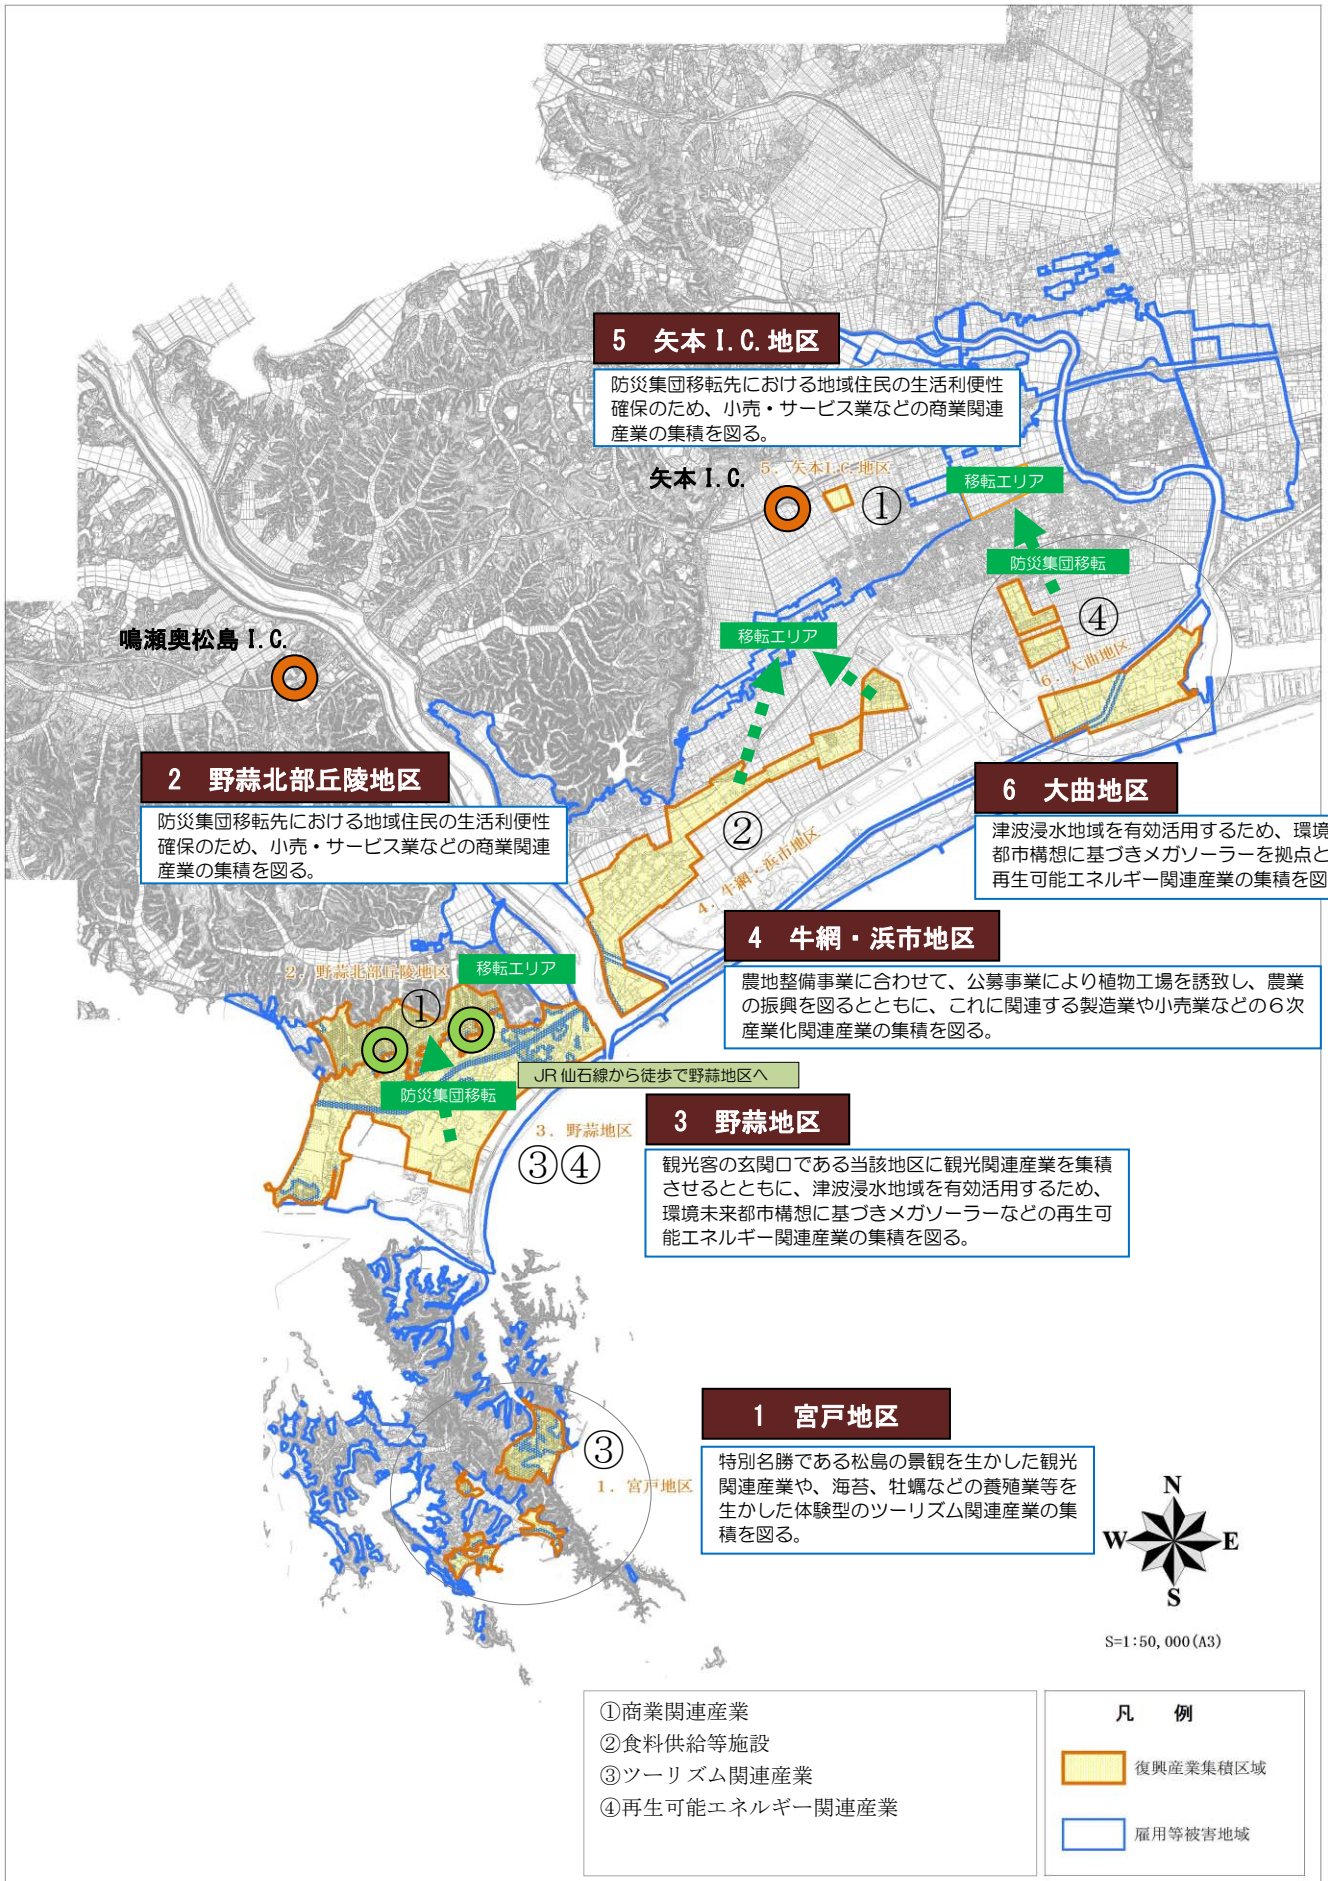 5 矢本 I.C.地区
防災集団移転先における地域住民の生活利便性
確保のため、小売・サービス業などの商業関連
産業の集積を図る。
矢本 I.C.
5. 矢本I.C.地区
①
移転エリア
防災集団移転
④
6. 大曲地区
移転エリア
鳴瀬奥松島 I.C.
2 野蒜北部丘陵地区
防災集団移転先における地域住民の生活利便性
確保のため、小売・サービス業などの商業関連
産業の集積を図る。
6 大曲地区
津波浸水地域を有効活用するため、環境
都市構想に基づきメガソーラーを拠点と
再生可能エネルギー関連産業の集積を図
②
4. 牛網・浜市地区
4 牛網・浜市地区
農地整備事業に合わせて、公募事業により植物工場を誘致し、農業
の振興を図るとともに、これに関連する製造業や小売業などの6次
産業化関連産業の集積を図る。
2. 野蒜北部丘陵地区
移転エリア
①
JR 仙石線から徒歩で野蒜地区へ
防災集団移転
3. 野蒜地区
③④
3 野蒜地区
観光客の玄関口である当該地区に観光関連産業を集積
させるとともに、津波浸水地域を有効活用するため、
環境未来都市構想に基づきメガソーラーなどの再生可
能エネルギー関連産業の集積を図る。
1 宮戸地区
特別名勝である松島の景観を生かした観光
関連産業や、海苔、牡蠣などの養殖業等を
生かした体験型のツーリズム関連産業の集
積を図る。
③
1. 宮戸地区
N
W E
S
S=1:50,000(A3)
①商業関連産業
②食料供給等施設
③ツーリズム関連産業
④再生可能エネルギー関連産業
凡 例
復興産業集積区域
雇用等被害地域